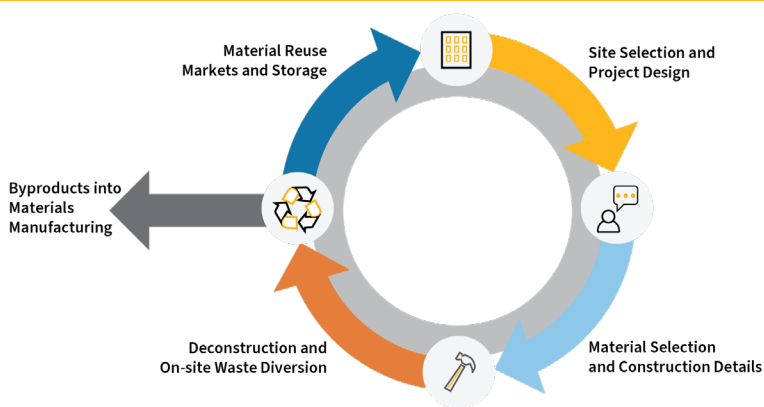 Material Reuse
Markets and Storage
Site Selection and
Project Design
Byproducts into
Materials
Manufacturing
Deconstruction and
On-site Waste Diversion
Material Selection
and Construction Details